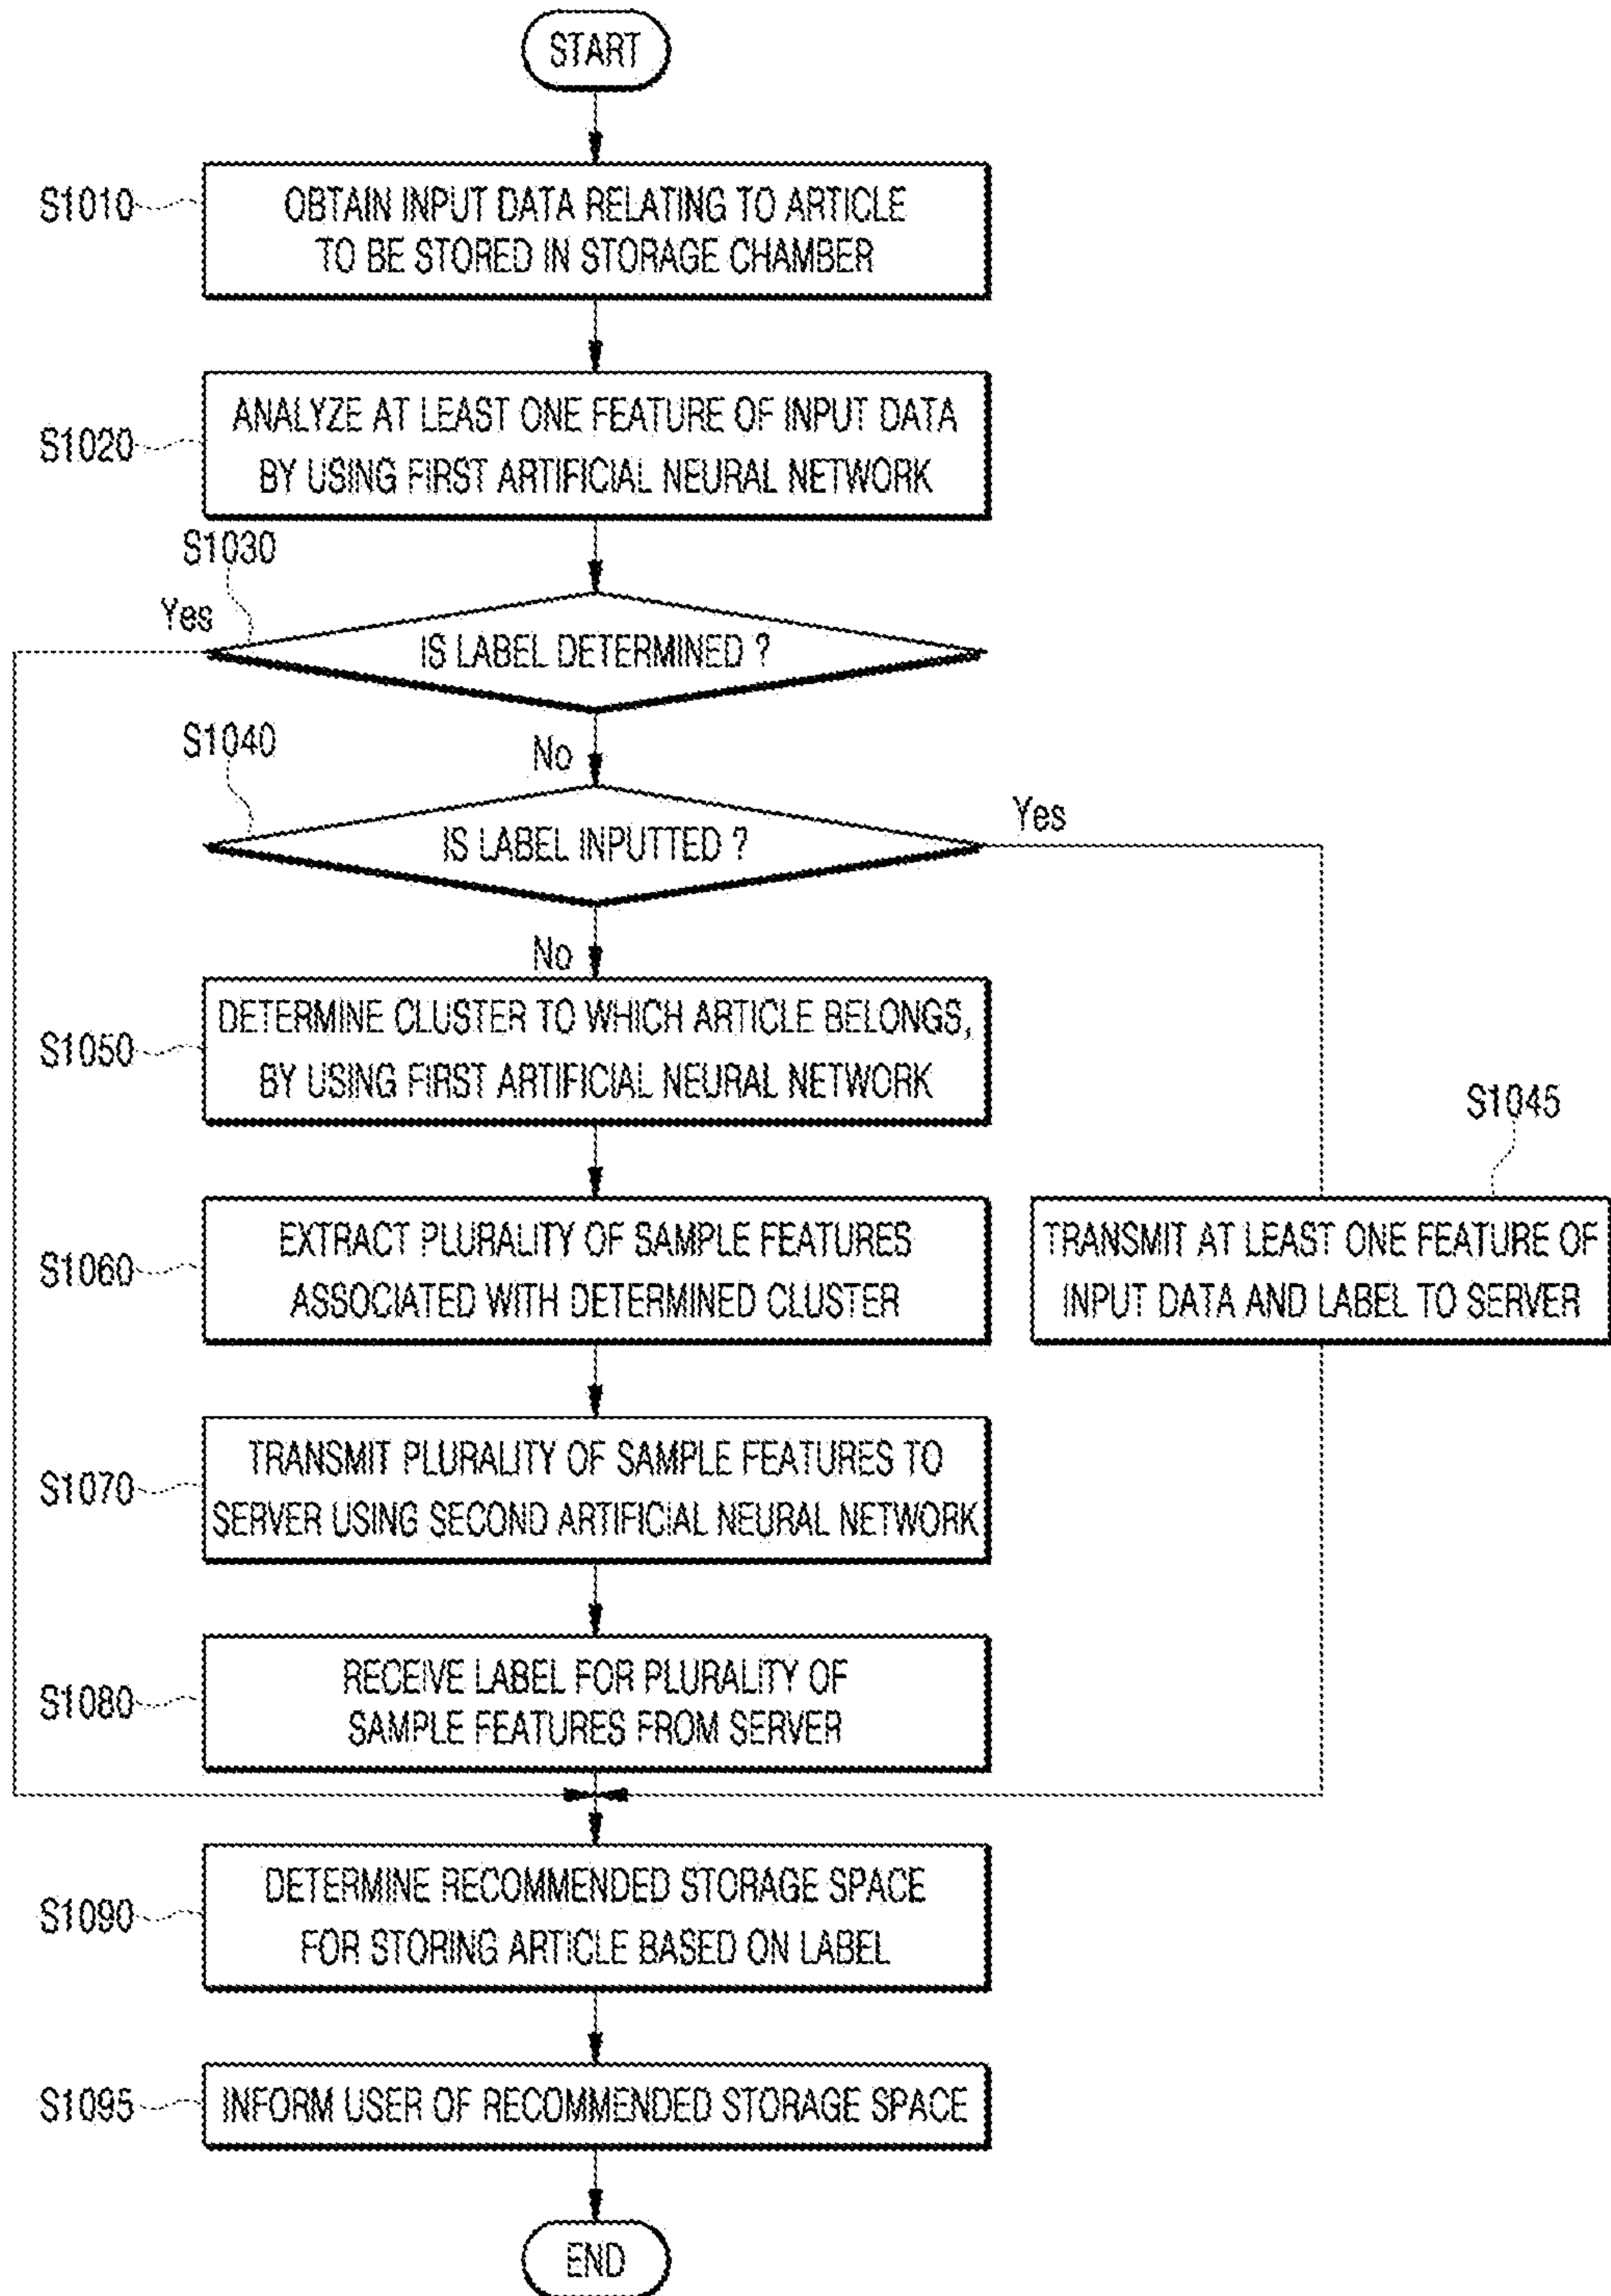 START
S1010
OBTAIN INPUT DATA RELATING TO ARTICLE
TO BE STORED IN STORAGE CHAMBER
S1020
ANALYZE AT LEAST ONE FEATURE OF INPUT DATA
BY USING FIRST ARTIFICIAL NEURAL NETWORK
S1030
Yes
IS LABEL DETERMINED ?
No
S1040
IS LABEL INPUTTED ?
Yes
No
S1050
DETERMINE CLUSTER TO WHICH ARTICLE BELONGS,
BY USING FIRST ARTIFICIAL NEURAL NETWORK
S1045
TRANSMIT AT LEAST ONE FEATURE OF
INPUT DATA AND LABEL TO SERVER
S1060
EXTRACT PLURALITY OF SAMPLE FEATURES
ASSOCIATED WITH DETERMINED CLUSTER
S1070
TRANSMIT PLURALITY OF SAMPLE FEATURES TO
SERVER USING SECOND ARTIFICIAL NEURAL NETWORK
S1080
RECEIVE LABEL FOR PLURALITY OF
SAMPLE FEATURES FROM SERVER
S1090
DETERMINE RECOMMENDED STORAGE SPACE
FOR STORING ARTICLE BASED ON LABEL
S1095
INFORM USER OF RECOMMENDED STORAGE SPACE
END